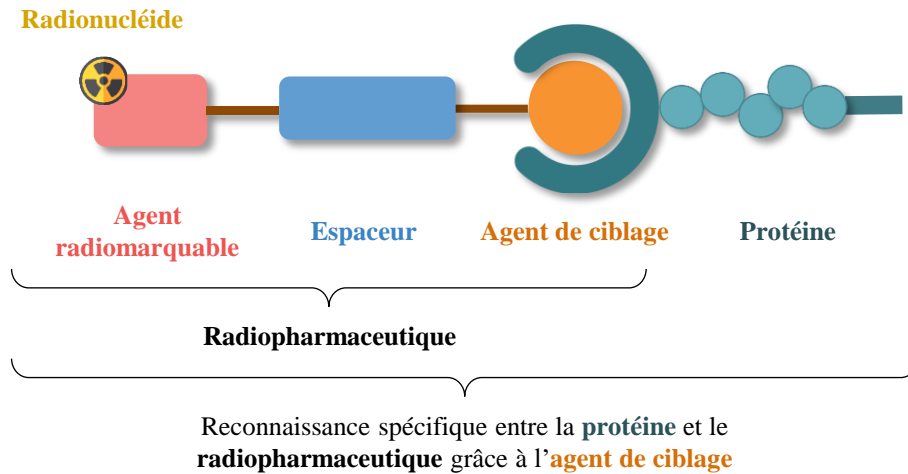 Radionucléide
Agent
radiomarquable
Espaceur
Agent de ciblage
Protéine
Radiopharmaceutique
Reconnaissance spécifique entre la protéine et le
radiopharmaceutique grâce à l'agent de ciblage